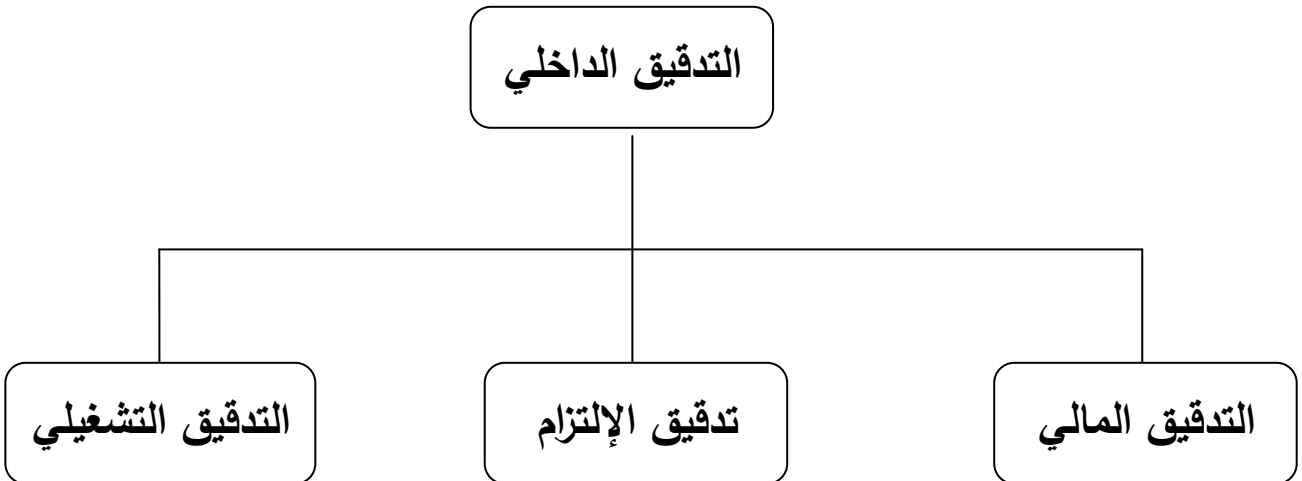 التدقيق الداخلي
التدقيق المالي
تدقيق الإلتزام
التدقيق التشغيلي